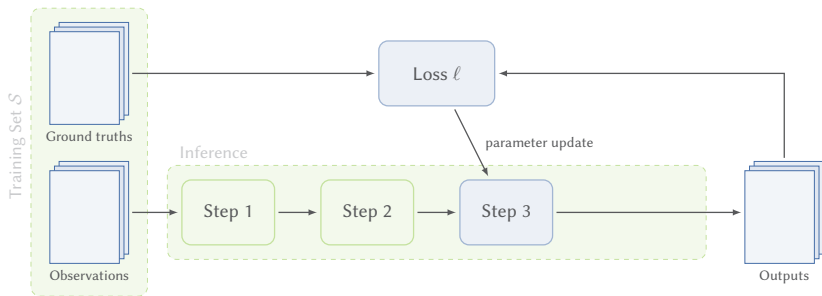 Training Set 𝒮
Ground truths
Loss ℓ
parameter update
Inference
Step 1
Step 2
Step 3
Observations
Outputs